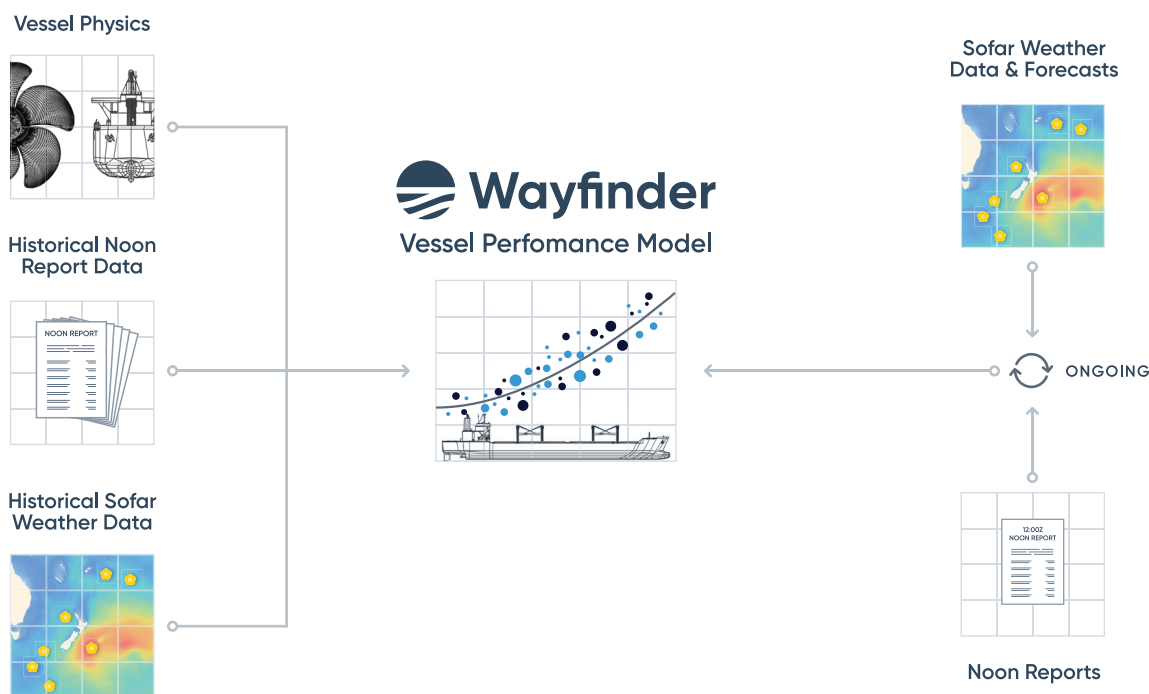 Vessel Physics
Historical Noon
Report Data
NOON REPORT
Historical Sofar
Weather Data
Wayfinder
Vessel Perfomance Model
Sofar Weather
Data & Forecasts
ONGOING
12:00Z
NOON REPORT
Noon Reports